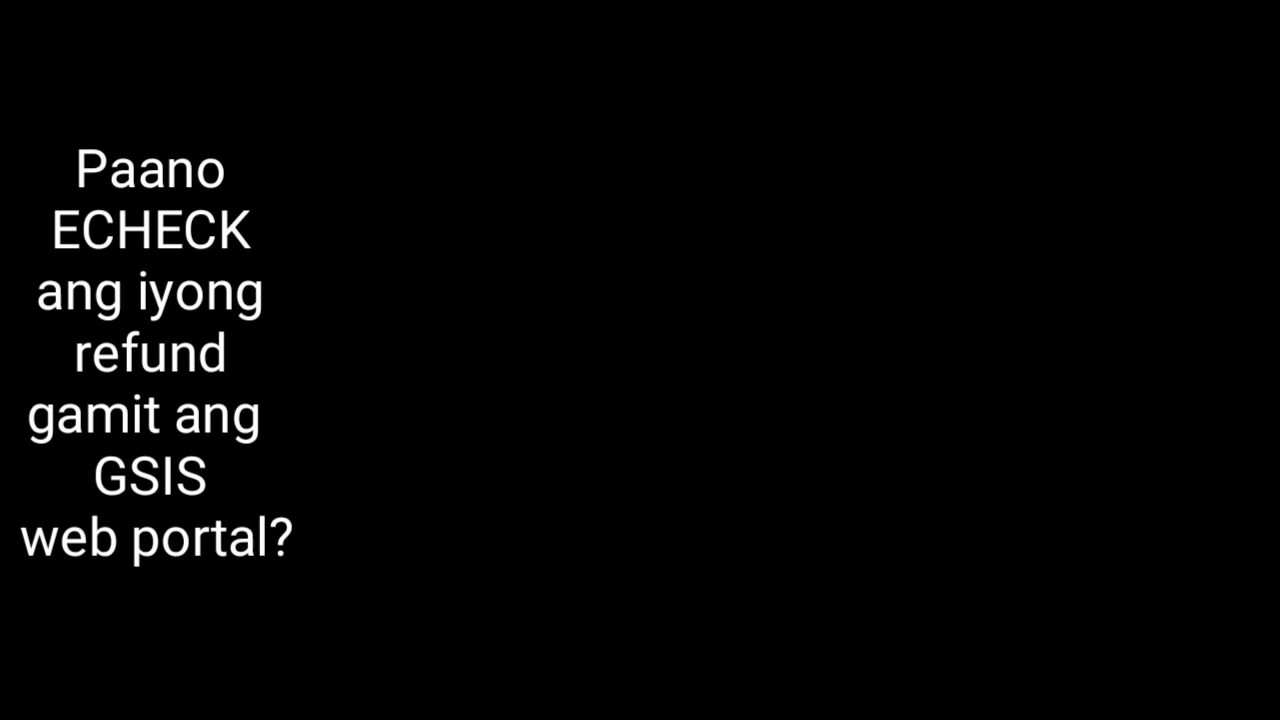 Paano
ECHECK
ang iyong
refund
gamit ang
GSIS
web portal?